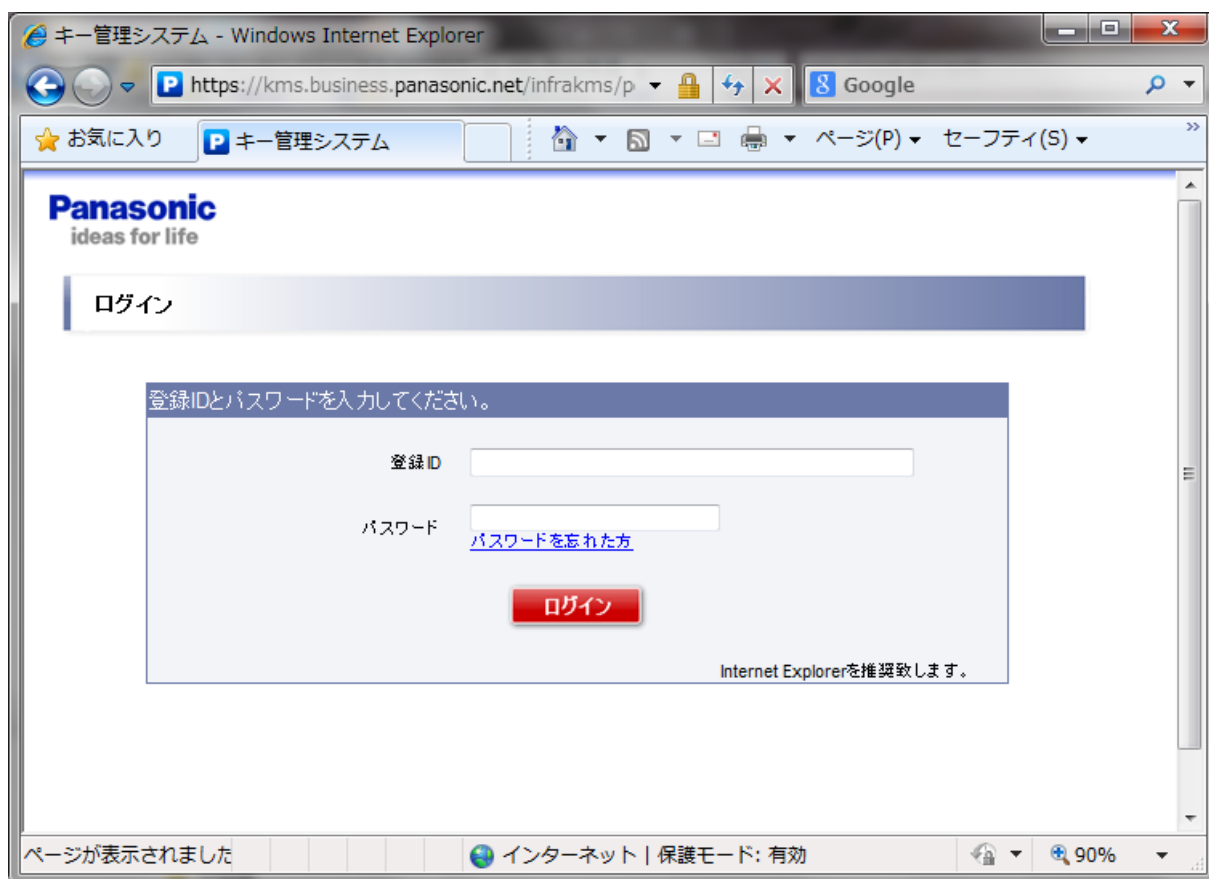 キー管理システム - Windows Internet Explorer
https://kms.business.panasonic.net/infrakms/p
Google
お気に入り
キー管理システム
ページ(P)
セーフティ(S)
Panasonic
ideas for life
ログイン
登録IDとパスワードを入力してください。
登録ID
パスワード
パスワードを忘れた方
ログイン
Internet Explorerを推奨致します。
ページが表示されました
インターネット | 保護モード: 有効
90%